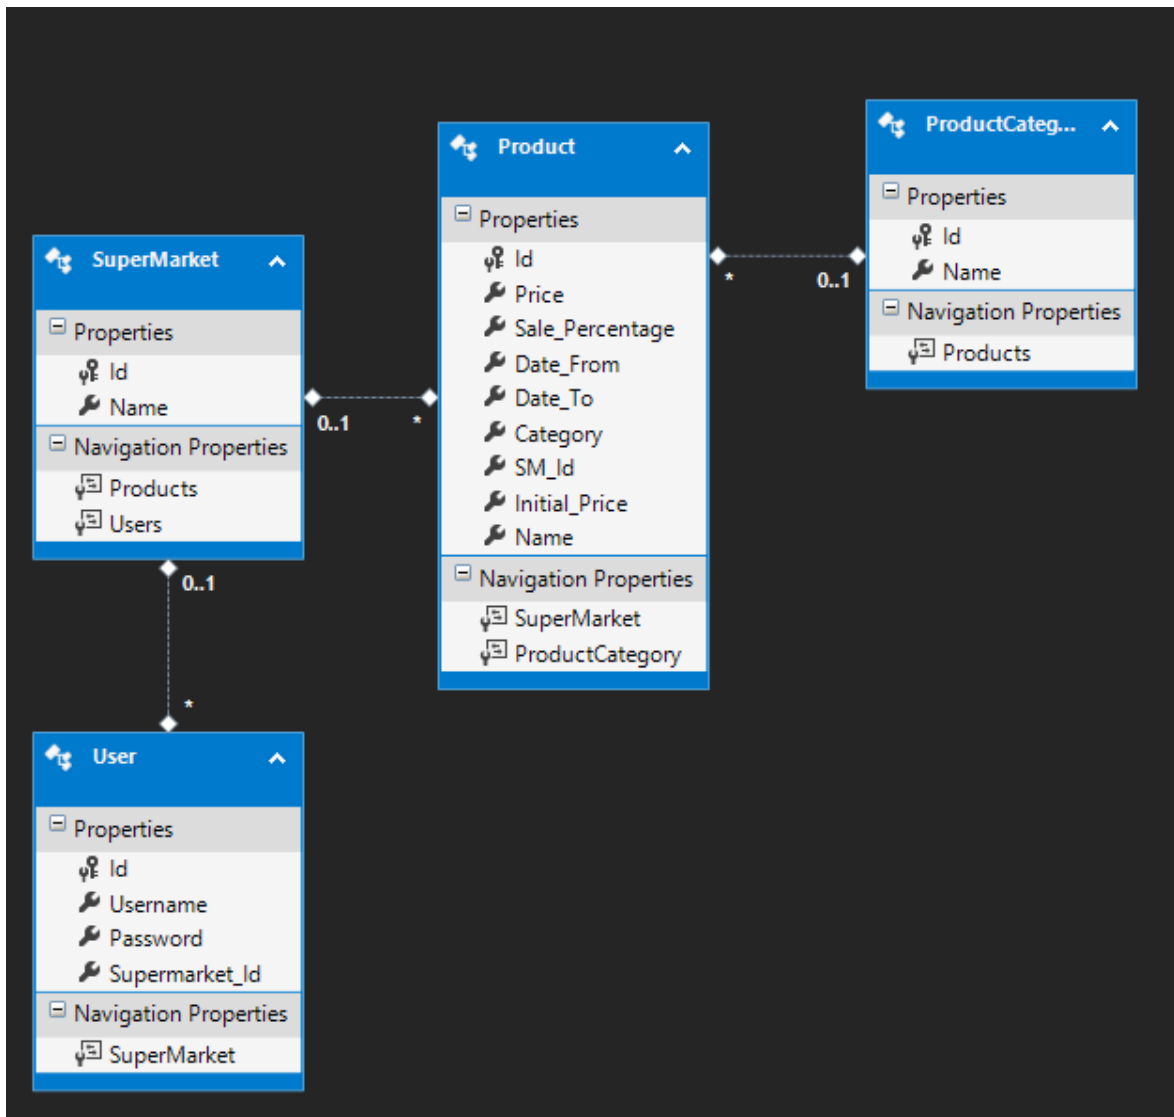 SuperMarket
Properties
Id
Name
Navigation Properties
Products
Users
0..1
*
0..1
*
User
Properties
Id
Username
Password
Supermarket_Id
Navigation Properties
SuperMarket
Product
Properties
Id
Price
Sale_Percentage
Date_From
Date_To
Category
SM_Id
Initial_Price
Name
Navigation Properties
SuperMarket
ProductCategory
*
0..1
ProductCateg...
Properties
Id
Name
Navigation Properties
Products